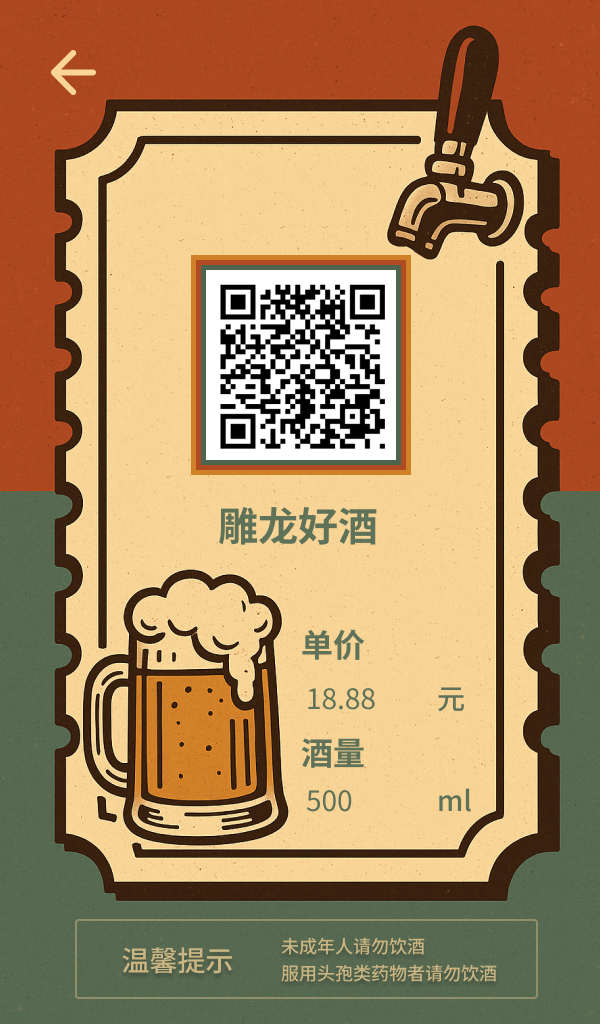 雕龙好酒
单价
18.88 元
酒量
500 ml
温馨提示
未成年人请勿饮酒
服用头孢类药物者请勿饮酒